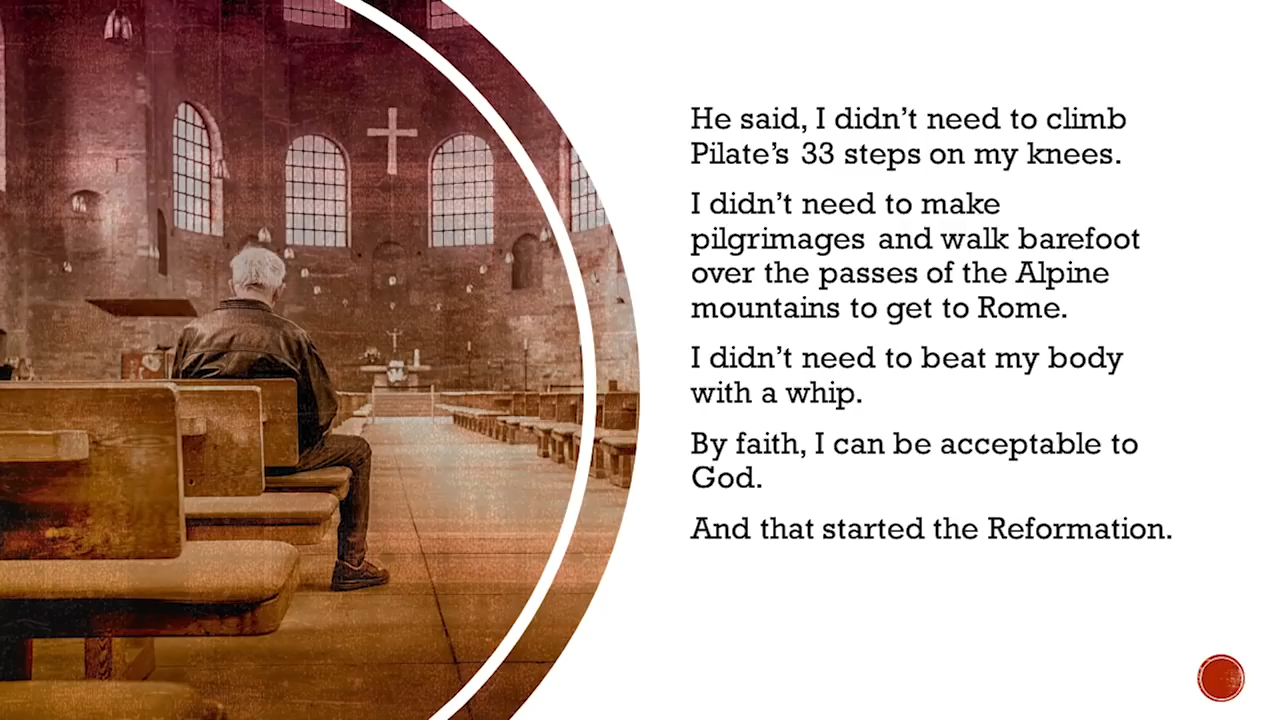 He said, I didn’t need to climb
Pilate’s 33 steps on my knees.
I didn’t need to make
pilgrimages and walk barefoot
over the passes of the Alpine
mountains to get to Rome.
I didn’t need to beat my body
with a whip.
By faith, I can be acceptable to
God.
And that started the Reformation.